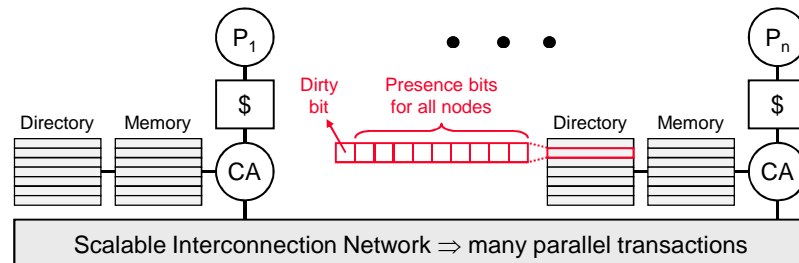 P1
Pn
Dirty
bit
Presence bits
for all nodes
$
$
Directory
Memory
Directory
Memory
CA
CA
Scalable Interconnection Network ⇒ many parallel transactions